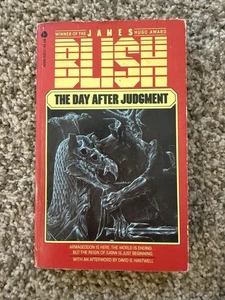 WINNER OF THE JAMES HUGO AWARD
BLISH
THE DAY AFTER JUDGMENT
ARMAGEDDON IS HERE. THE WORLD IS ENDING.
BUT THE REIGN OF SATAN IS JUST BEGINNING.
WITH AN AFTERWORD BY DAVID G. HARTWELL